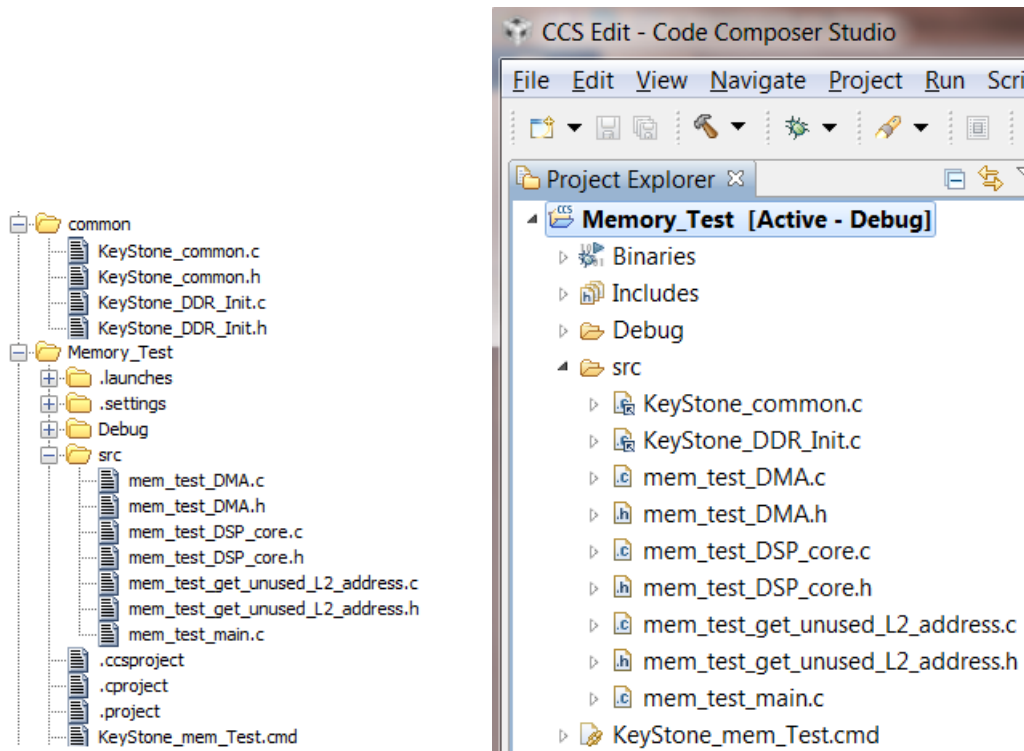 common
KeyStone_common.c
KeyStone_common.h
KeyStone_DDR_Init.c
KeyStone_DDR_Init.h
Memory_Test
.launches
.settings
Debug
src
mem_test_DMA.c
mem_test_DMA.h
mem_test_DSP_core.c
mem_test_DSP_core.h
mem_test_get_unused_L2_address.c
mem_test_get_unused_L2_address.h
mem_test_main.c
.ccsproject
.cproject
.project
KeyStone_mem_Test.cmd
CCS Edit - Code Composer Studio
File Edit View Navigate Project Run Scri
Project Explorer
Memory_Test [Active - Debug]
Binaries
Includes
Debug
src
KeyStone_common.c
KeyStone_DDR_Init.c
mem_test_DMA.c
mem_test_DMA.h
mem_test_DSP_core.c
mem_test_DSP_core.h
mem_test_get_unused_L2_address.c
mem_test_get_unused_L2_address.h
mem_test_main.c
KeyStone_mem_Test.cmd